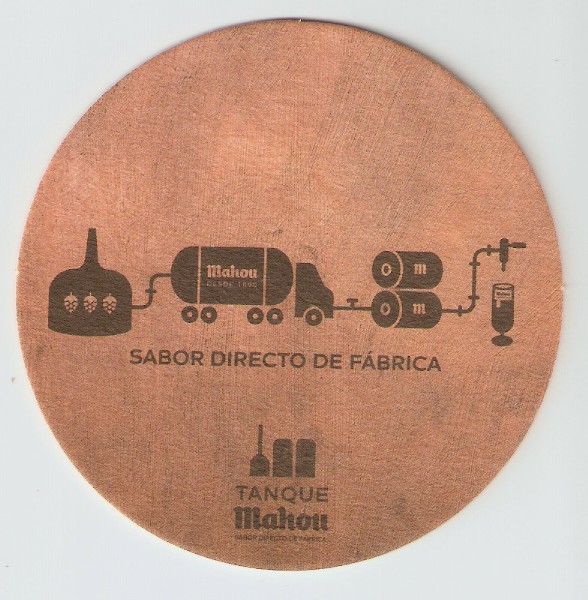 Mahou
DESDE 1890
m
m
SABOR DIRECTO DE FÁBRICA
TANQUE
Mahou
SABOR DIRECTO DE FÁBRICA